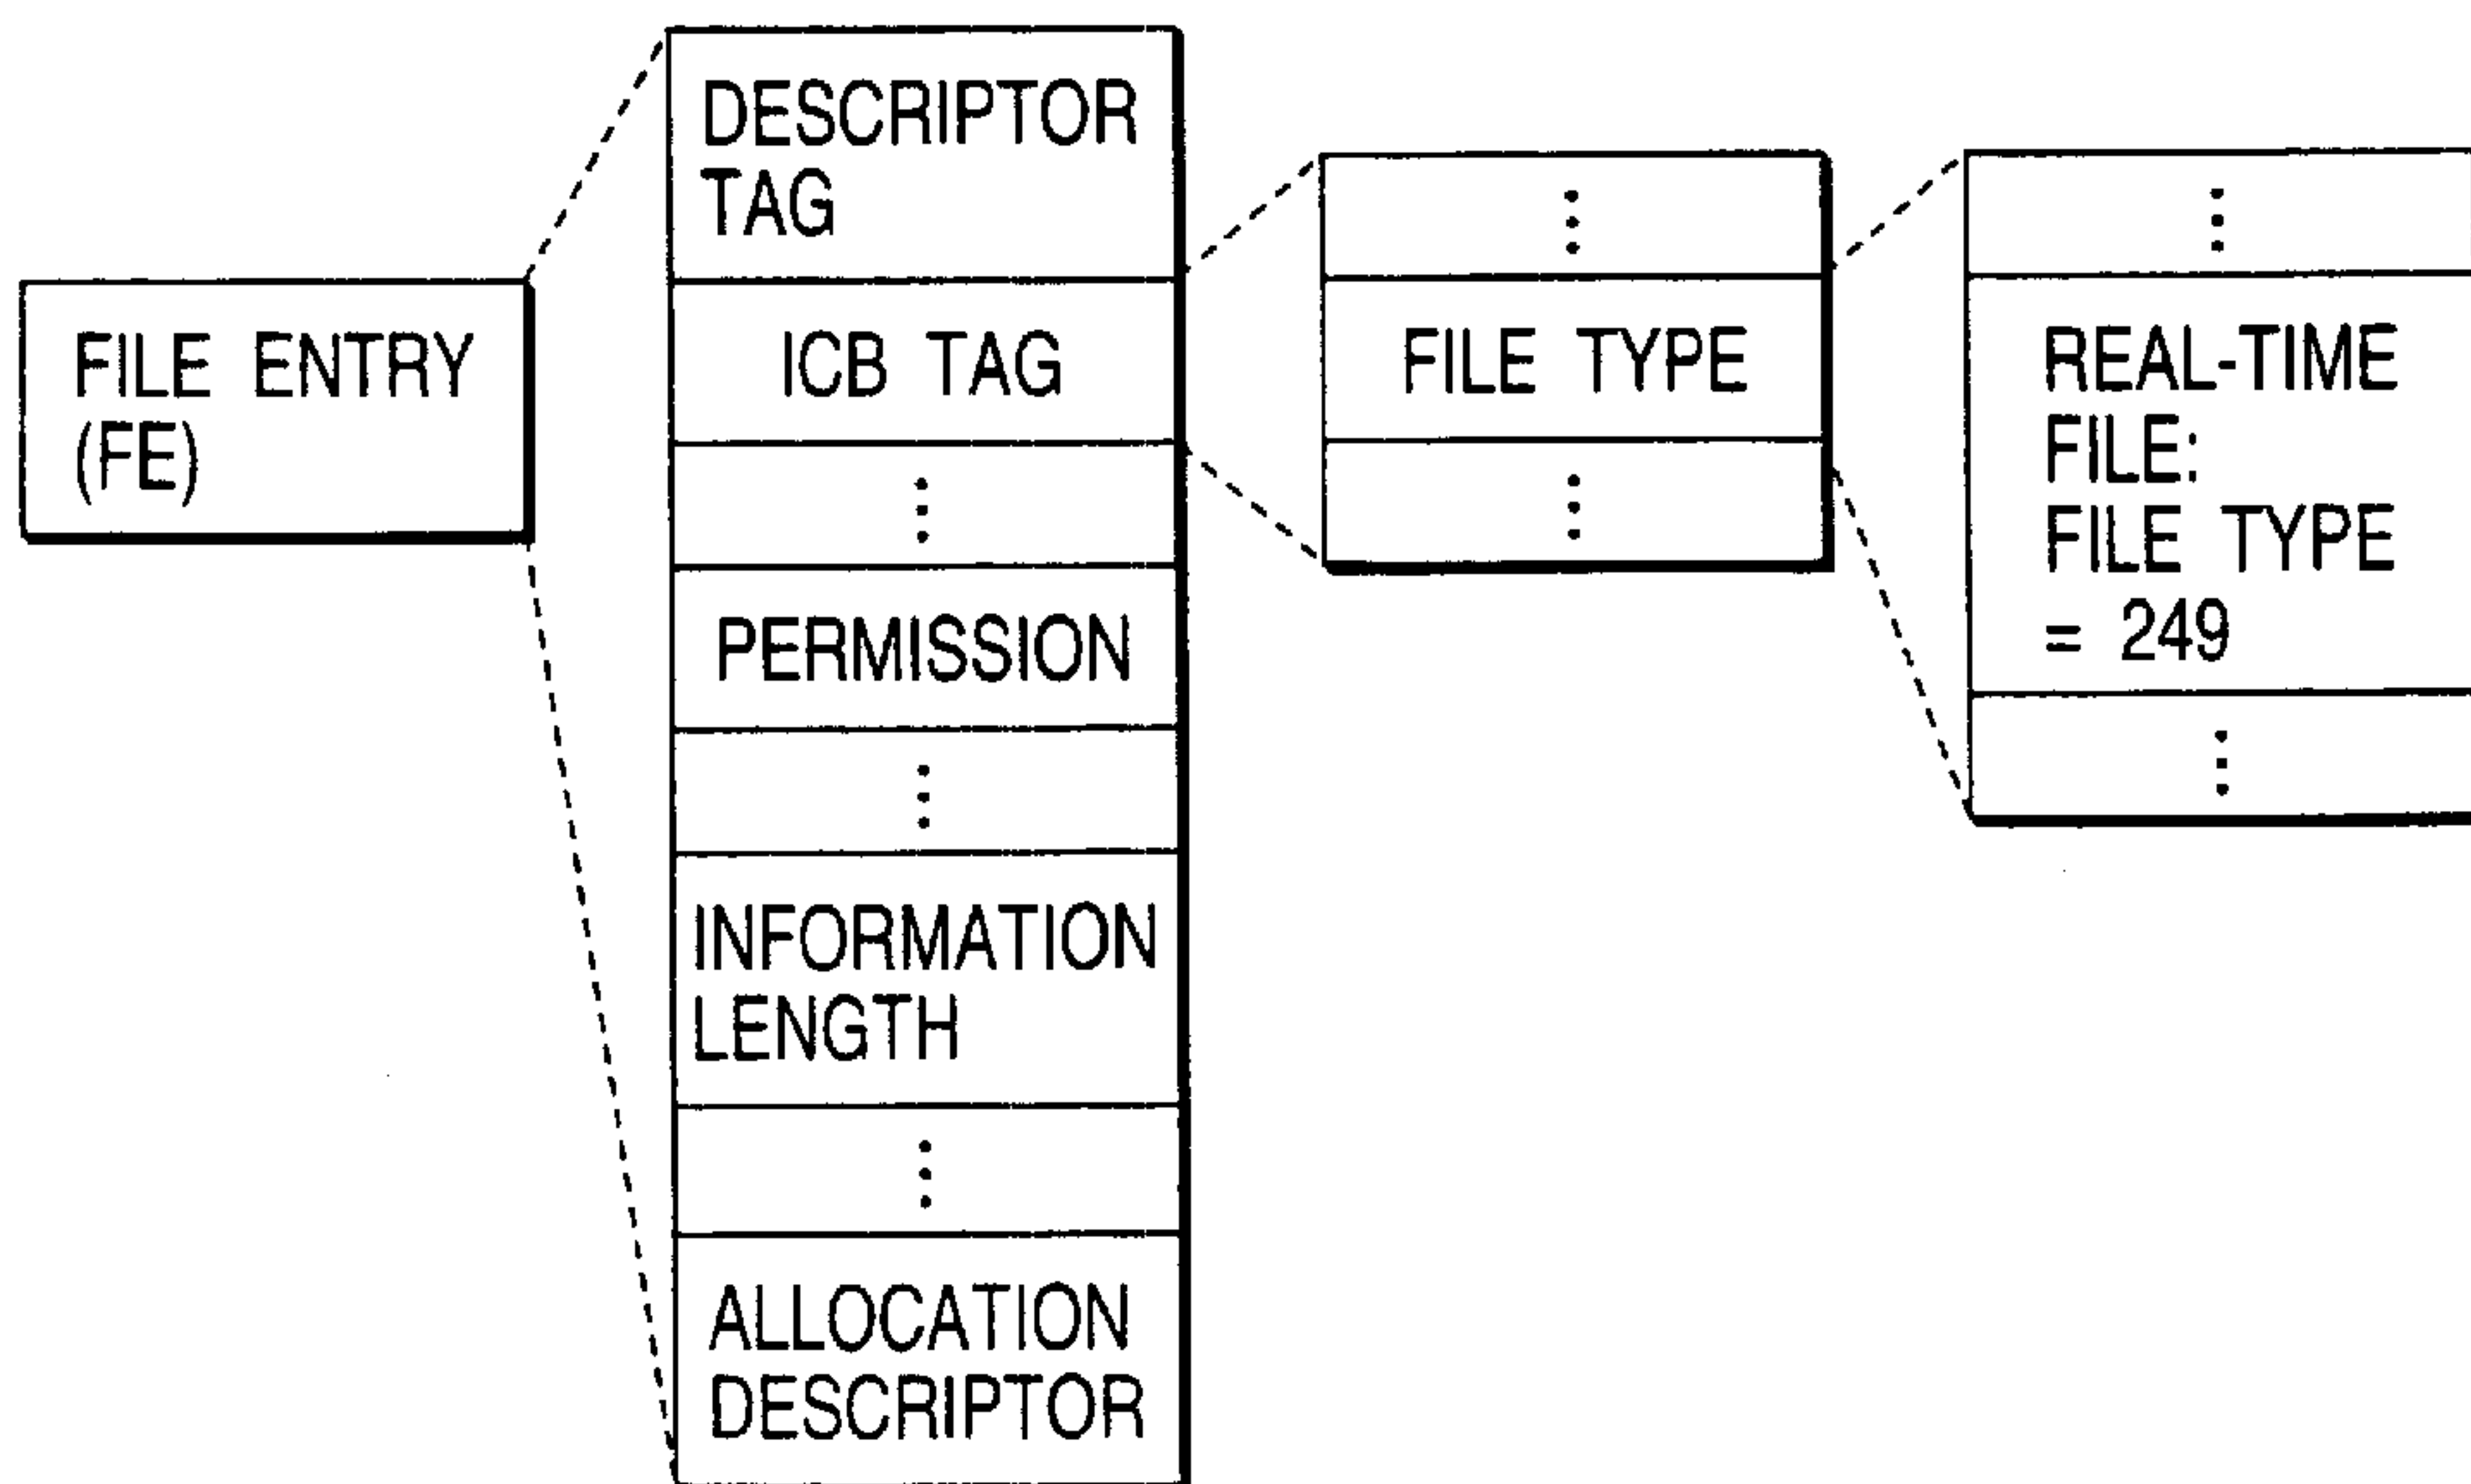 FILE ENTRY
(FE)
DESCRIPTOR
TAG
ICB TAG
PERMISSION
INFORMATION
LENGTH
ALLOCATION
DESCRIPTOR
FILE TYPE
REAL-TIME
FILE:
FILE TYPE
= 249